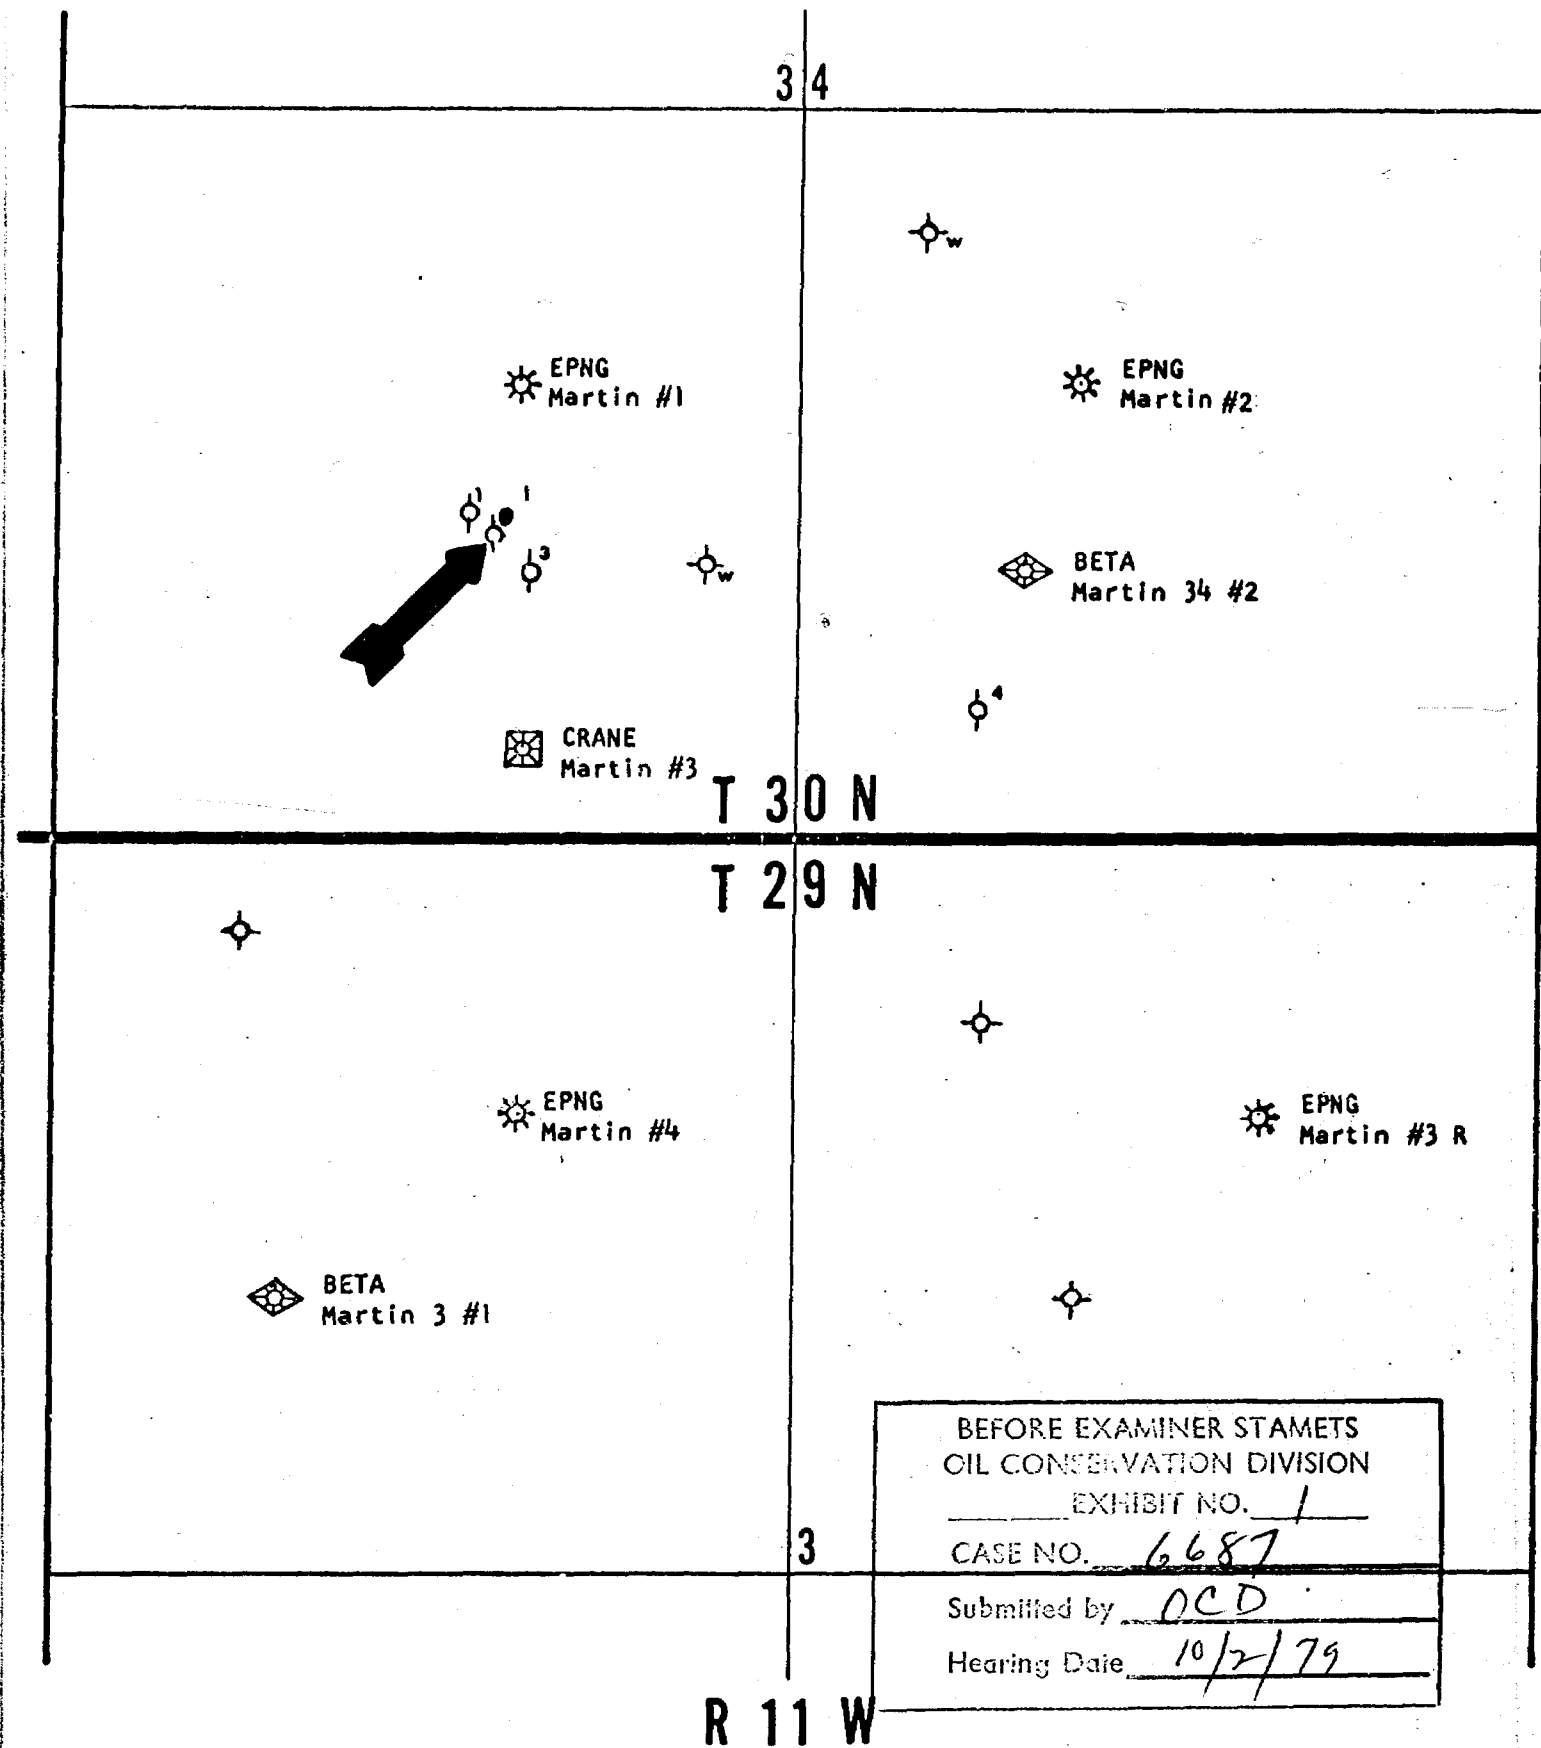 34
w
EPNG
Martin #1
EPNG
Martin #2
1
1
3
w
BETA
Martin 34 #2
4
CRANE
Martin #3
T 30 N
T 29 N
EPNG
Martin #4
EPNG
Martin #3 R
BETA
Martin 3 #1
BEFORE EXAMINER STAMETS
OIL CONSERVATION DIVISION
EXHIBIT NO. 1
CASE NO. 6687
Submitted by OCD
Hearing Date 10/2/79
3
R 11 W